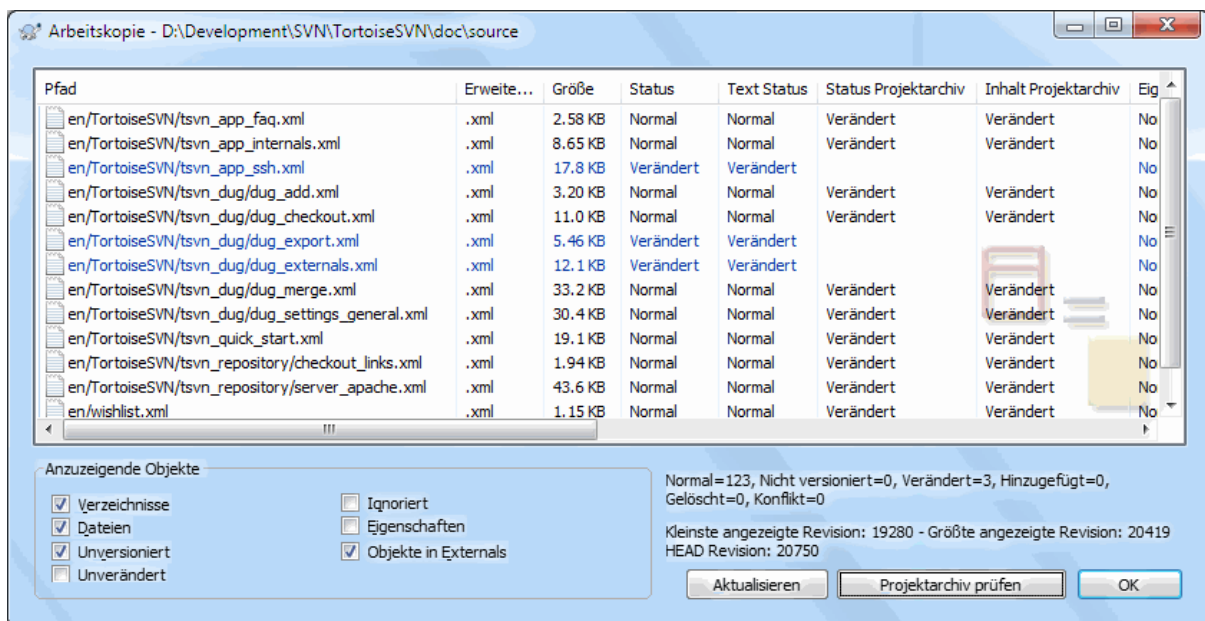 Arbeitskopie - D:\Development\SVN\TortoiseSVN\doc\source
Pfad Erweite... Größe Status Text Status Status Projektarchiv Inhalt Projektarchiv Eig
en/TortoiseSVN/tsvn_app_faq.xml .xml 2.58 KB Normal Normal Verändert Verändert No
en/TortoiseSVN/tsvn_app_internals.xml .xml 8.65 KB Normal Normal Verändert Verändert No
en/TortoiseSVN/tsvn_app_ssh.xml .xml 17.8 KB Verändert Verändert No
en/TortoiseSVN/tsvn_dug/dug_add.xml .xml 3.20 KB Normal Normal Verändert Verändert No
en/TortoiseSVN/tsvn_dug/dug_checkout.xml .xml 11.0 KB Normal Normal Verändert Verändert No
en/TortoiseSVN/tsvn_dug/dug_export.xml .xml 5.46 KB Verändert Verändert No
en/TortoiseSVN/tsvn_dug/dug_externals.xml .xml 12.1 KB Verändert Verändert No
en/TortoiseSVN/tsvn_dug/dug_merge.xml .xml 33.2 KB Normal Normal Verändert Verändert No
en/TortoiseSVN/tsvn_dug/dug_settings_general.xml .xml 30.4 KB Normal Normal Verändert Verändert No
en/TortoiseSVN/tsvn_quick_start.xml .xml 19.1 KB Normal Normal Verändert Verändert No
en/TortoiseSVN/tsvn_repository/checkout_links.xml .xml 1.94 KB Normal Normal Verändert Verändert No
en/TortoiseSVN/tsvn_repository/server_apache.xml .xml 43.6 KB Normal Normal Verändert Verändert No
en/wishlist.xml .xml 1.15 KB Normal Normal Verändert Verändert No
Anzuzeigende Objekte
Verzeichnisse
Dateien
Unversioniert
Unverändert
Ignoriert
Eigenschaften
Objekte in Externals
Normal=123, Nicht versioniert=0, Verändert=3, Hinzugefügt=0,
Gelöscht=0, Konflikt=0
Kleinste angezeigte Revision: 19280 - Größte angezeigte Revision: 20419
HEAD Revision: 20750
Aktualisieren
Projektarchiv prüfen
OK